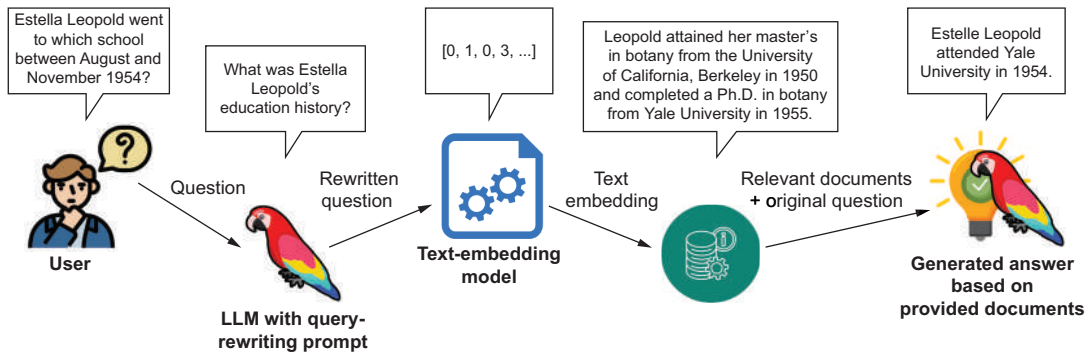 Estella Leopold went
to which school
between August and
November 1954?
What was Estella
Leopold's
education history?
[0, 1, 0, 3, ...]
Leopold attained her master's
in botany from the University
of California, Berkeley in 1950
and completed a Ph.D. in botany
from Yale University in 1955.
Estelle Leopold
attended Yale
University in 1954.
?
Question
Rewritten
question
Text
embedding
Relevant documents
+ original question
User
LLM with query-
rewriting prompt
Text-embedding
model
Generated answer
based on
provided documents